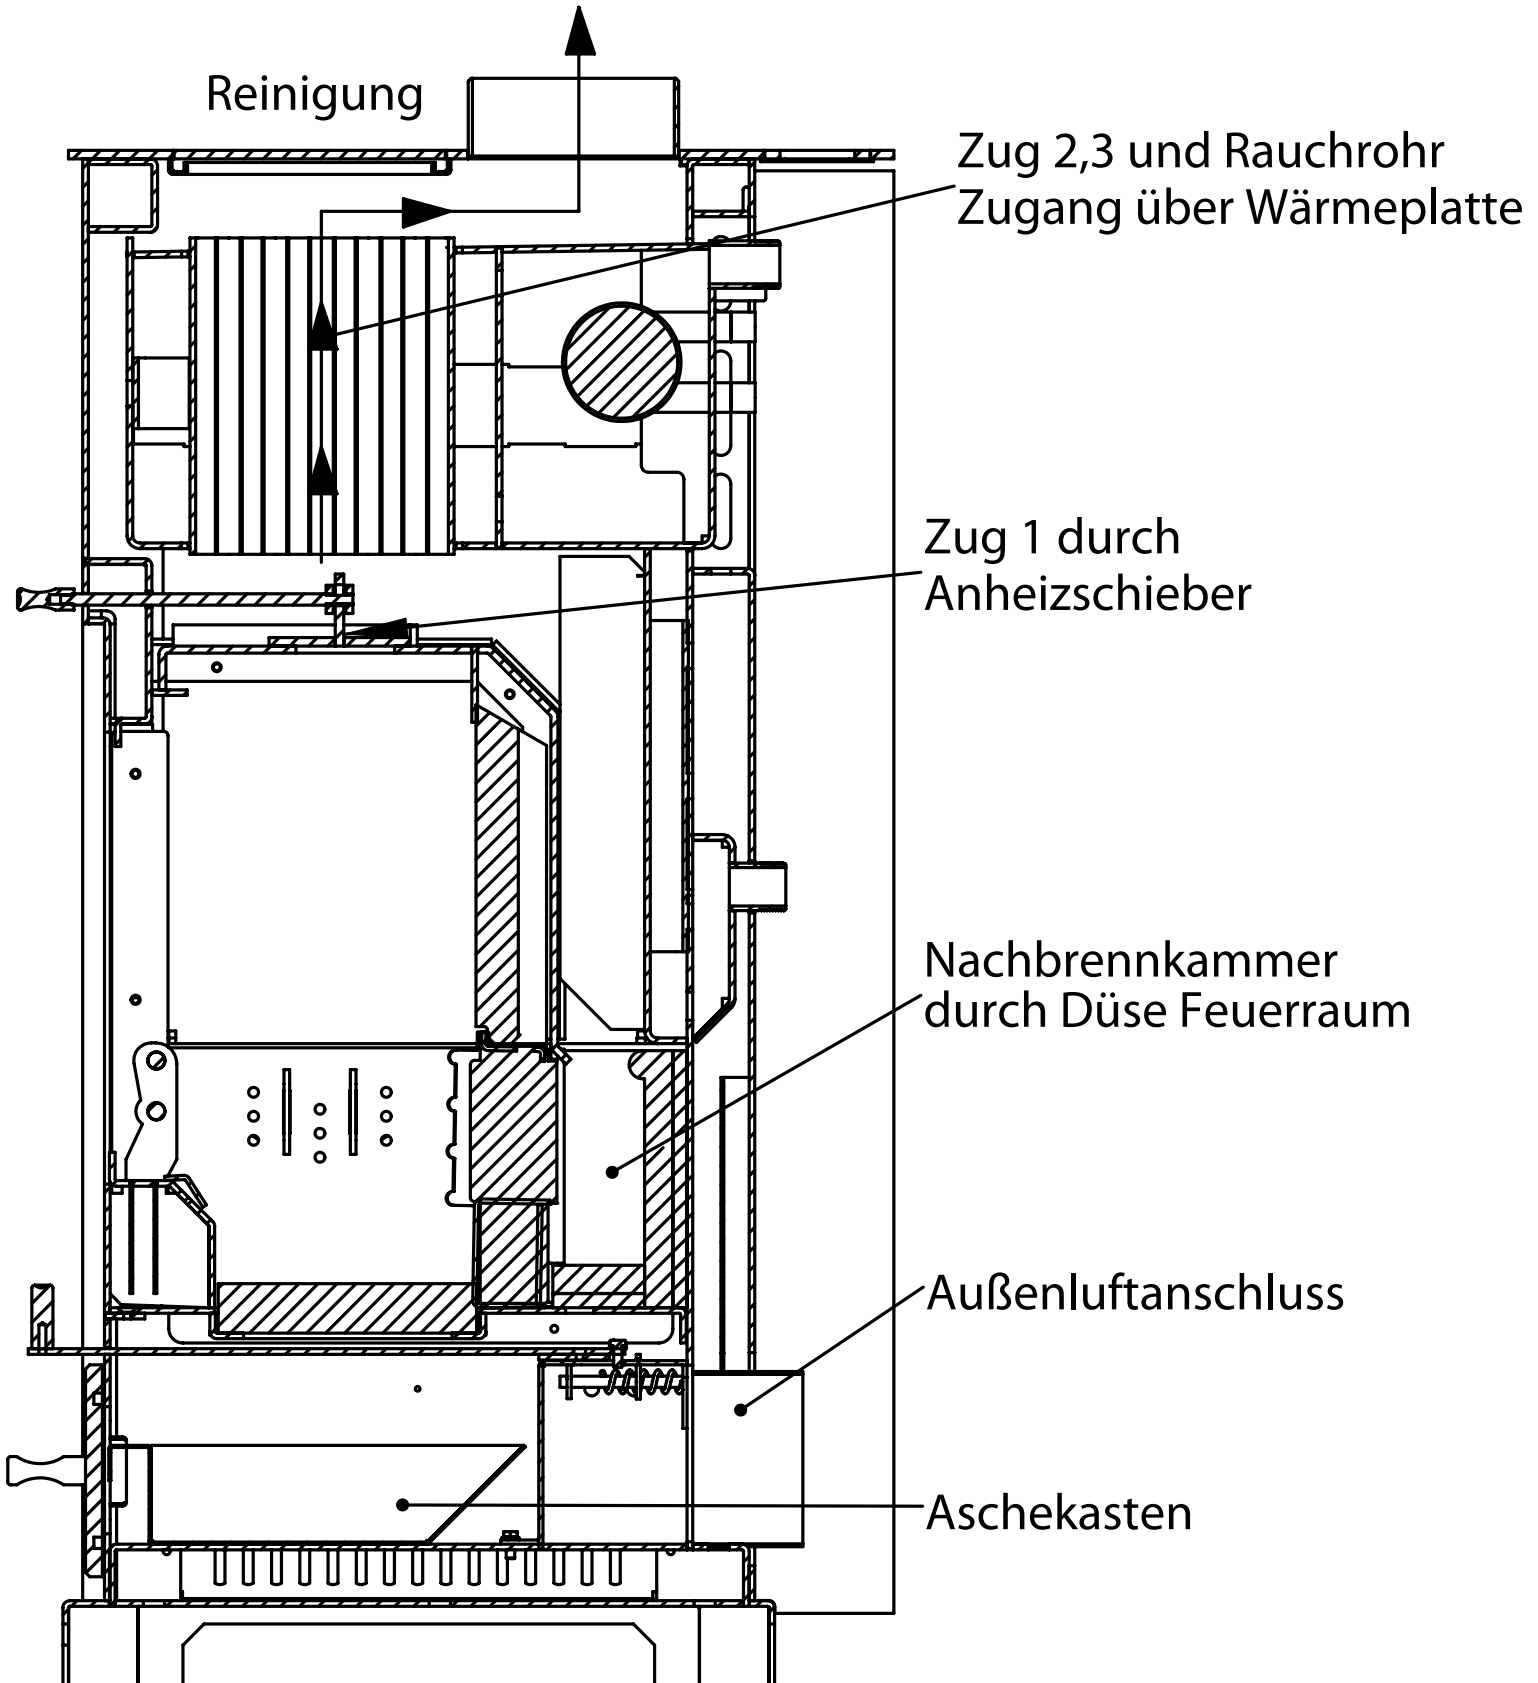 Reinigung
Zug 2,3 und Rauchrohr
Zugang über Wärmeplatte
Zug 1 durch
Anheizschieber
Nachbrennkammer
durch Düse Feuerraum
Außenluftanschluss
Aschekasten